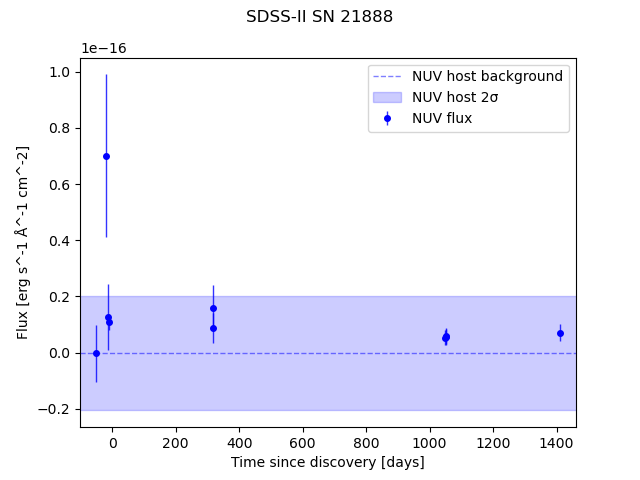 SDSS-II SN 21888
1e−16
NUV host background
NUV host 2σ
NUV flux
1.0
0.8
0.6
0.4
0.2
0.0
−0.2
Flux [erg s^-1 Å^-1 cm^-2]
0
200
400
600
800
1000
1200
1400
Time since discovery [days]